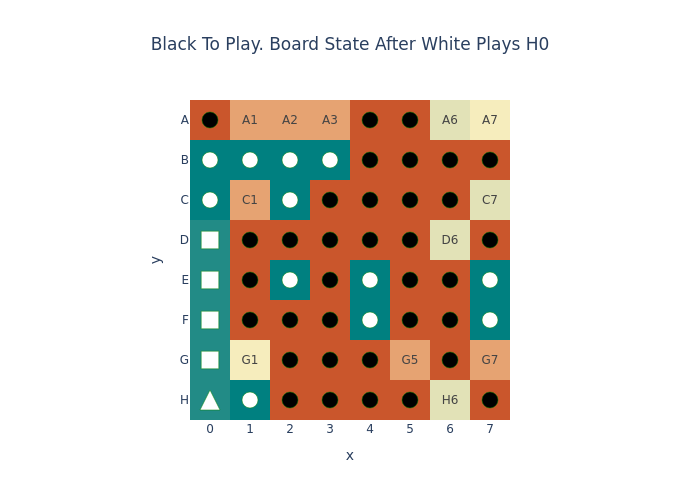 Black To Play. Board State After White Plays H0
A A1 A2 A3 A6 A7
B
C C1 C7
D D6
y
E
F
G G1 G5 G7
H H6
0 1 2 3 4 5 6 7
x